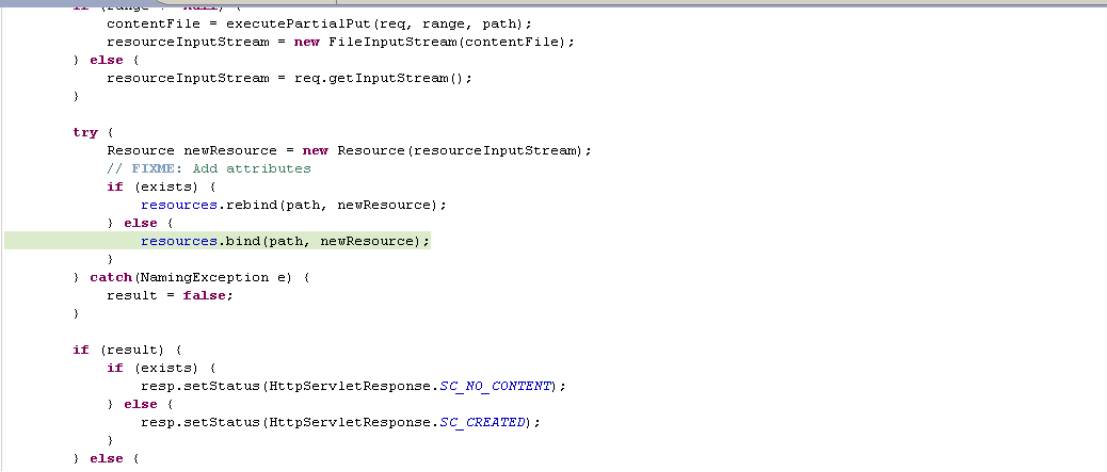 contentFile = executePartialPut(req, range, path);
resourceInputStream = new FileInputStream(contentFile);
} else {
resourceInputStream = req.getInputStream();
}
try {
Resource newResource = new Resource(resourceInputStream);
// FIXME: Add attributes
if (exists) {
resources.rebind(path, newResource);
} else {
resources.bind(path, newResource);
}
} catch(NamingException e) {
result = false;
}
if (result) {
if (exists) {
resp.setStatus(HttpServletResponse.SC_NO_CONTENT);
} else {
resp.setStatus(HttpServletResponse.SC_CREATED);
}
} else {